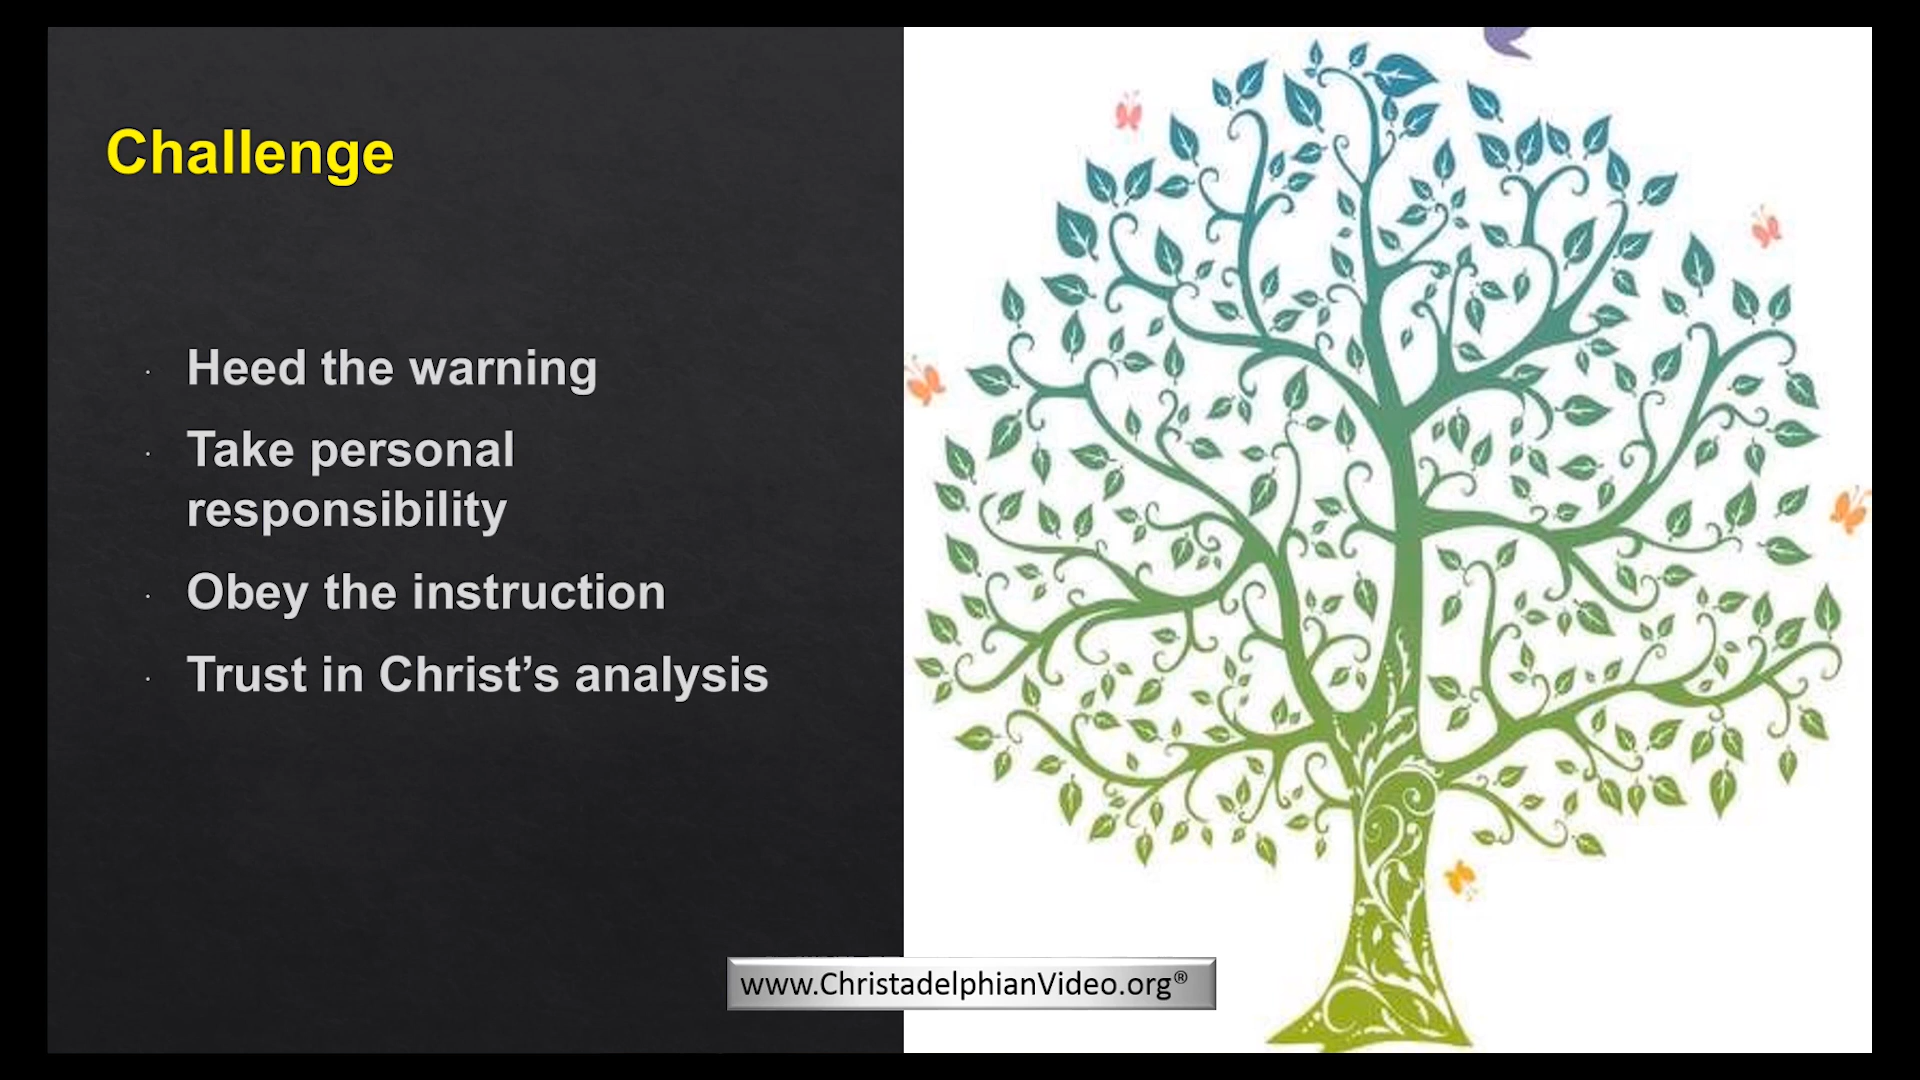 Challenge
· Heed the warning
· Take personal
responsibility
· Obey the instruction
· Trust in Christ’s analysis
www.ChristadelphianVideo.org®